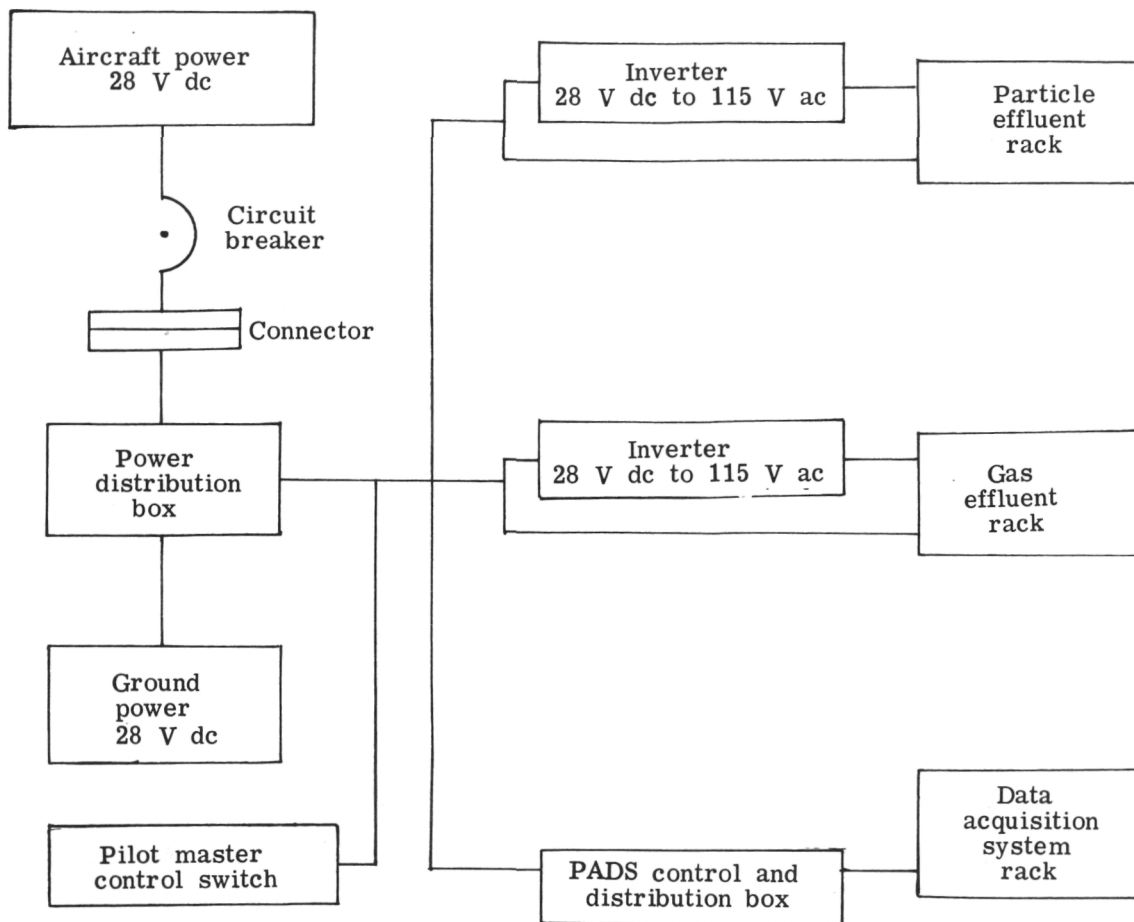 Aircraft power
28 V dc
Circuit
breaker
Connector
Power
distribution
box
Ground
power
28 V dc
Pilot master
control switch
Inverter
28 V dc to 115 V ac
Particle
effluent
rack
Inverter
28 V dc to 115 V ac
Gas
effluent
rack
PADS control and
distribution box
Data
acquisition
system
rack